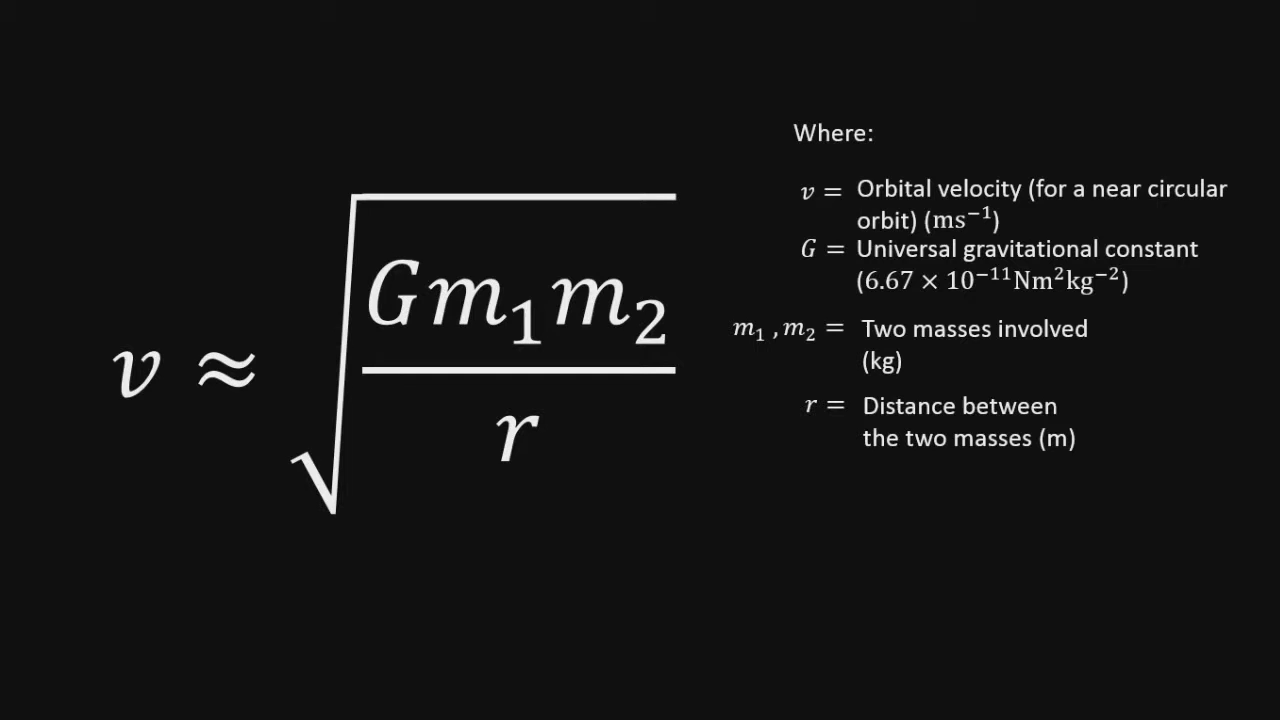 v ≈ √(Gm₁m₂ / r)
Where:
v = Orbital velocity (for a near circular
orbit) (ms⁻¹)
G = Universal gravitational constant
(6.67 × 10⁻¹¹Nm²kg⁻²)
m₁ , m₂ = Two masses involved
(kg)
r = Distance between
the two masses (m)